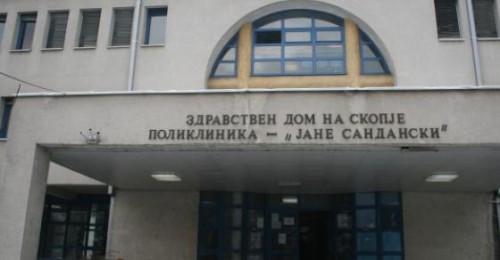 ЗДРАВСТВЕН ДОМ НА СКОПЈЕ
ПОЛИКЛИНИКА – „ЈАНЕ САНДАНСКИ"